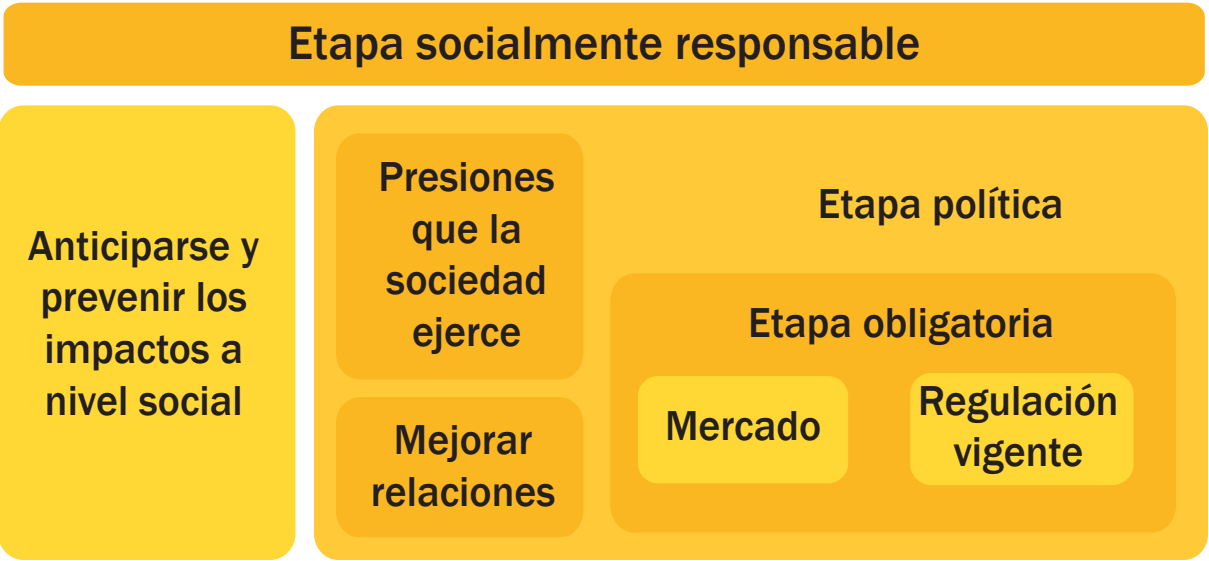 Etapa socialmente responsable
Anticiparse y
prevenir los
impactos a
nivel social
Presiones
que la
sociedad
ejerce
Mejorar
relaciones
Etapa política
Etapa obligatoria
Mercado
Regulación
vigente